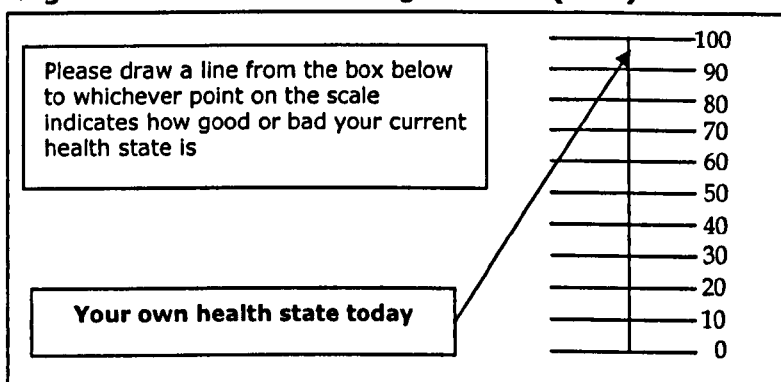 Please draw a line from the box below
to whichever point on the scale
indicates how good or bad your current
health state is
Your own health state today
100
90
80
70
60
50
40
30
20
10
0